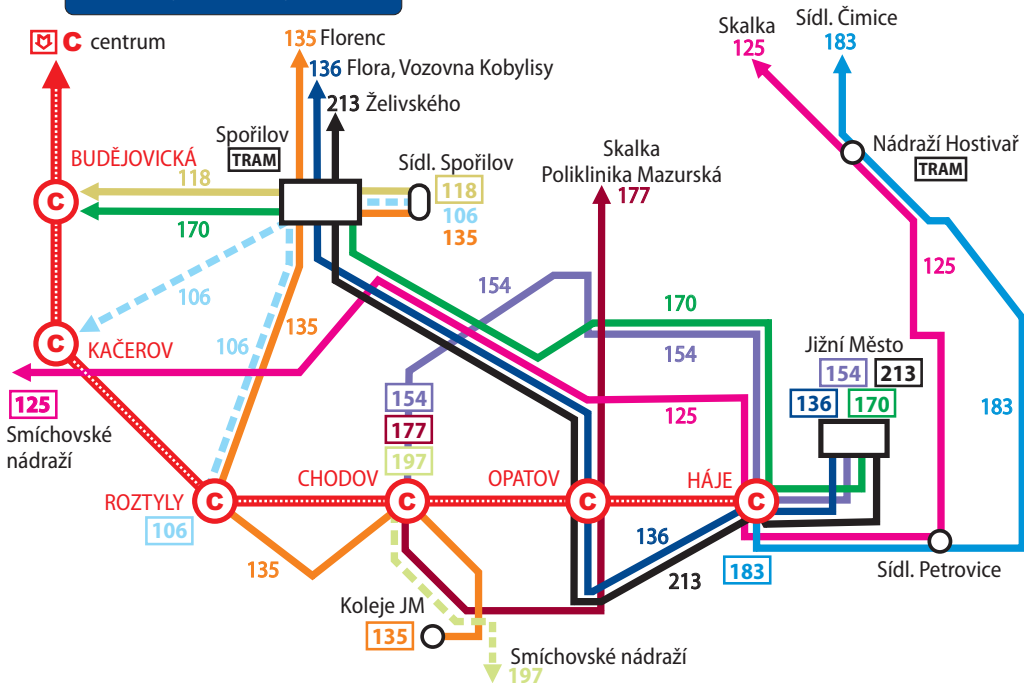 C centrum
135 Florenc
136 Flora, Vozovna Kobylisy
213 Želivského
Skalka
125
Sídl. Čimice
183
Spořilov
TRAM
BUDĚJOVICKÁ
118
C
170
Sídl. Spořilov
118
106
135
Skalka
Poliklinika Mazurská
177
Nádraží Hostivař
TRAM
106
106
135
154
170
154
125
C
KAČEROV
125
Smíchovské
nádraží
154
177
197
125
Jižní Město
154
213
136
170
183
ROZTYLY
C
106
CHODOV
C
OPATOV
C
HÁJE
C
135
136
213
183
Sídl. Petrovice
Koleje JM
135
Smíchovské nádraží
197